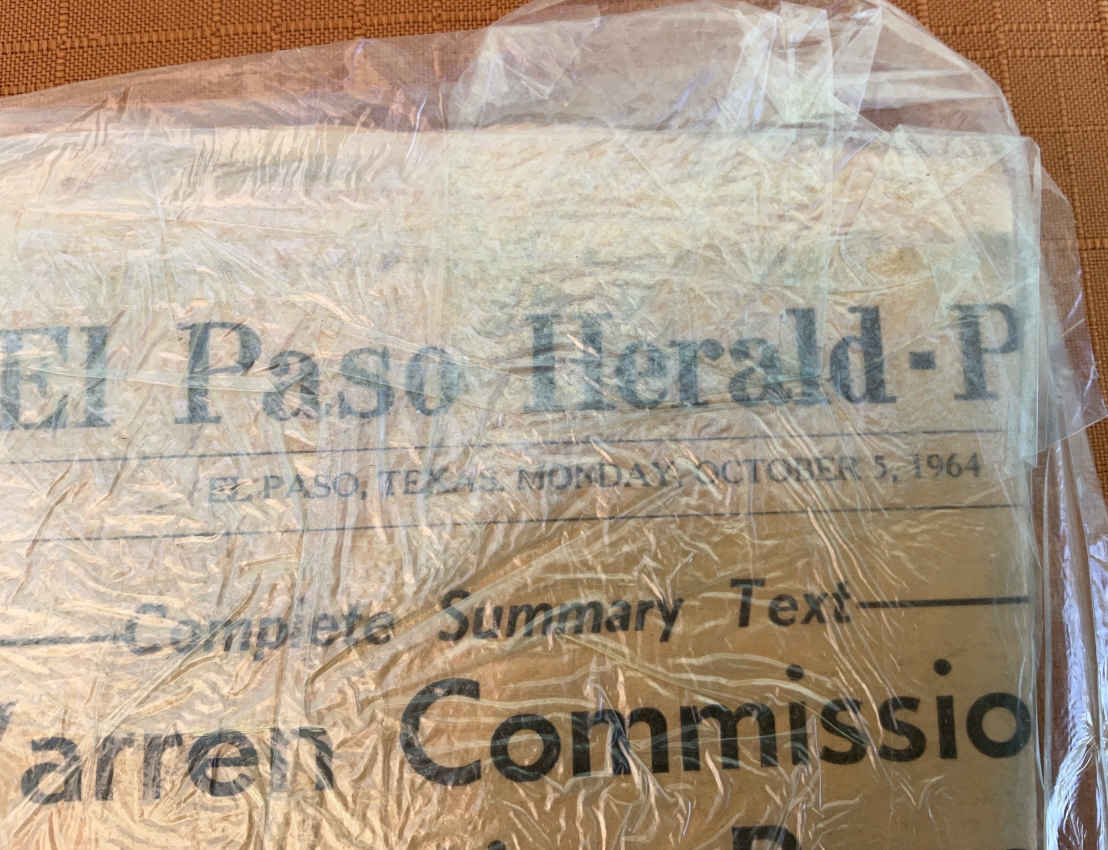 El Paso Herald-P
EL PASO, TEXAS, MONDAY, OCTOBER 5, 1964
Complete Summary Text
arren Commissio